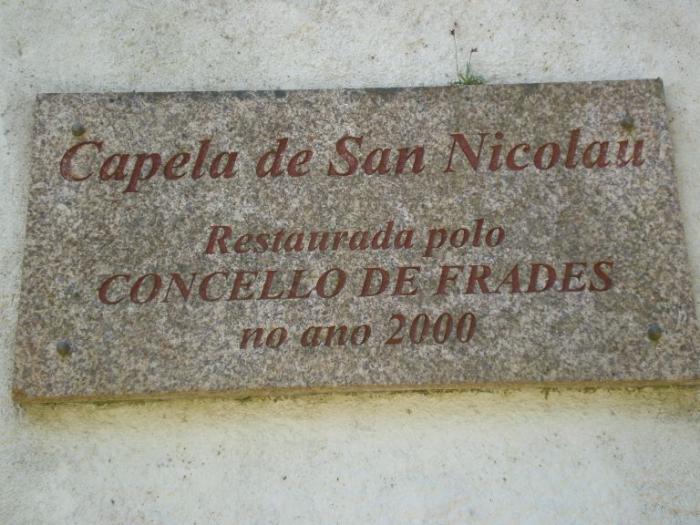 Capela de San Nicolau
Restaurada polo
CONCELLO DE FRADES
no ano 2000